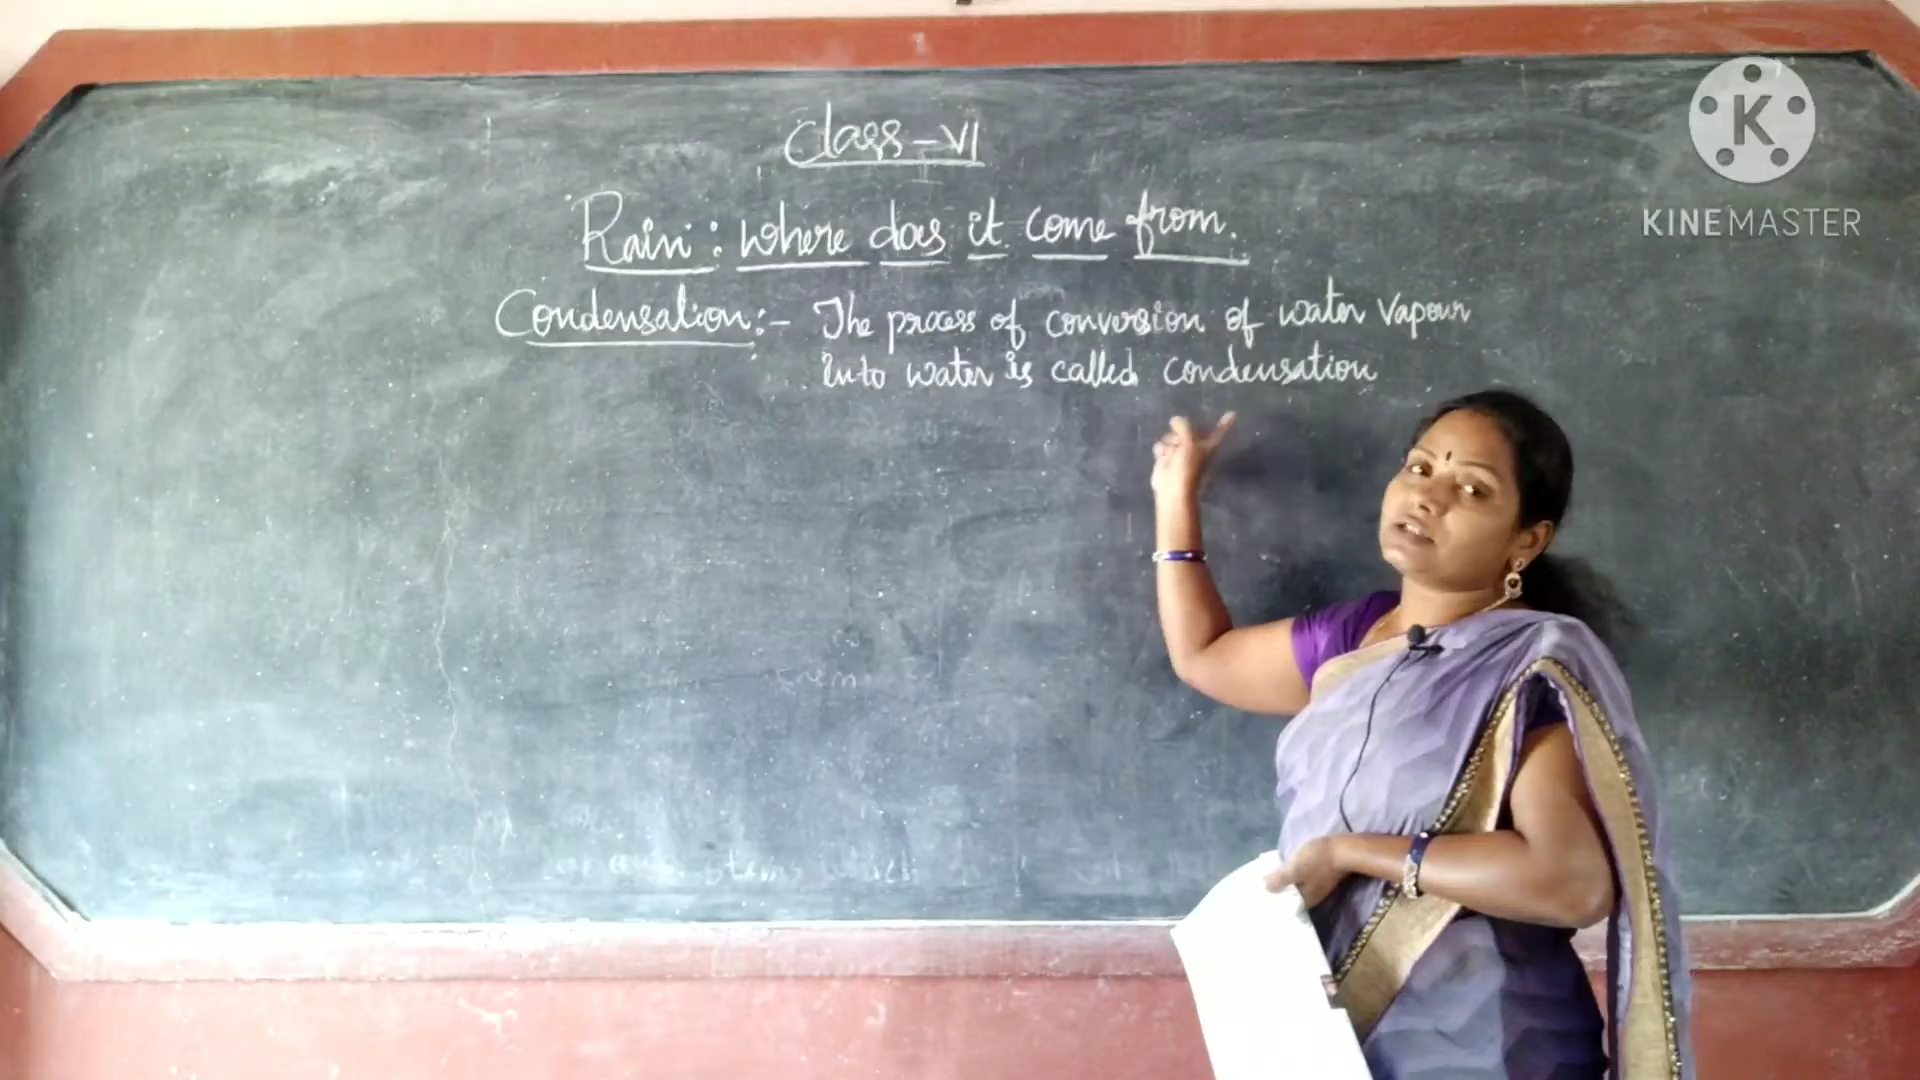 Class-VI
Rain: Where does it come from.
Condensation:- The process of conversion of water vapour
into water is called condensation
KINEMASTER